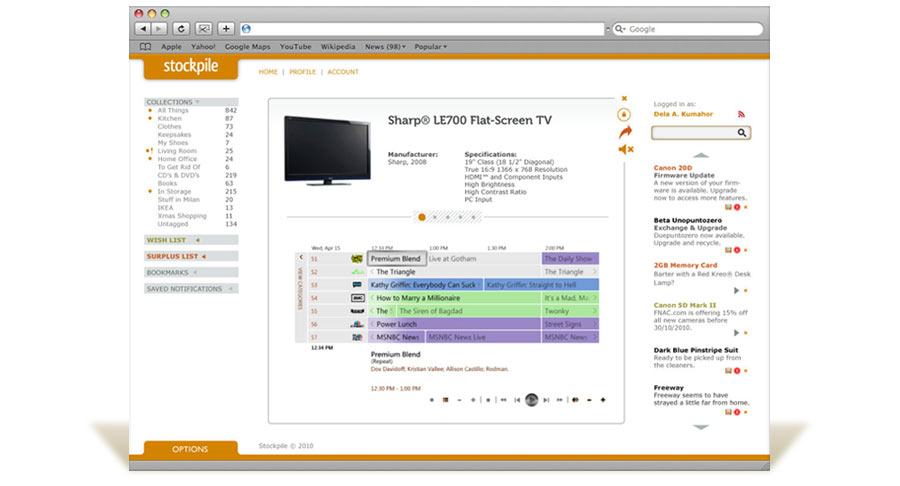 Google
Apple Yahoo! Google Maps YouTube Wikipedia News (98) Popular
stockpile
HOME | PROFILE | ACCOUNT
COLLECTIONS
All Things 842
Kitchen 87
Clothes 73
Keepsakes 24
My Shoes 7
! Living Room 25
Home Office 24
To Get Rid Of 6
CD's & DVD's 219
Books 63
In Storage 215
Stuff in Milan 20
IKEA 13
Xmas Shopping 11
Untagged 134
WISH LIST
SURPLUS LIST
BOOKMARKS
SAVED NOTIFICATIONS
OPTIONS
Sharp® LE700 Flat-Screen TV
Manufacturer:
Sharp, 2008
Specifications:
19" Class (18 1/2" Diagonal)
True 16:9 1366 x 768 Resolution
HDMI™ and Component Inputs
High Brightness
High Contrast Ratio
PC Input
Wed, Apr 15 12:34 PM 1:00 PM 1:30 PM 2:00 PM
VIEW CATEGORIES
51 Premium Blend Live at Gotham The Daily Show
52 The Triangle The Triangle
53 Kathy Griffin: Everybody Can Suck Kathy Griffin: Straight to Hell
54 AMC How to Marry a Millionaire It's a Mad, Ma
55 The The Siren of Bagdad Twonky
56 Power Lunch Street Signs
57 MSNBC News MSNBC News Live MSNBC News
12:34 PM
Premium Blend
(Repeat)
Dov Davidoff; Kristian Vallee; Allison Castillo; Rodman.
12:30 PM - 1:00 PM
Stockpile © 2010
Logged in as:
Dela A. Kumahor
Canon 20D
Firmware Update
A new version of your firm-
ware is available. Upgrade
now to access more features.
Beta Unopuntozero
Exchange & Upgrade
Duepuntozero now available.
Upgrade and recycle.
2GB Memory Card
Barter with a Red Kreo® Desk
Lamp?
Canon 5D Mark II
FNAC.com is offering 15% off
all new cameras before
30/10/2010.
Dark Blue Pinstripe Suit
Ready to be picked up from
the cleaners.
Freeway
Freeway seems to have
strayed a little far from home.